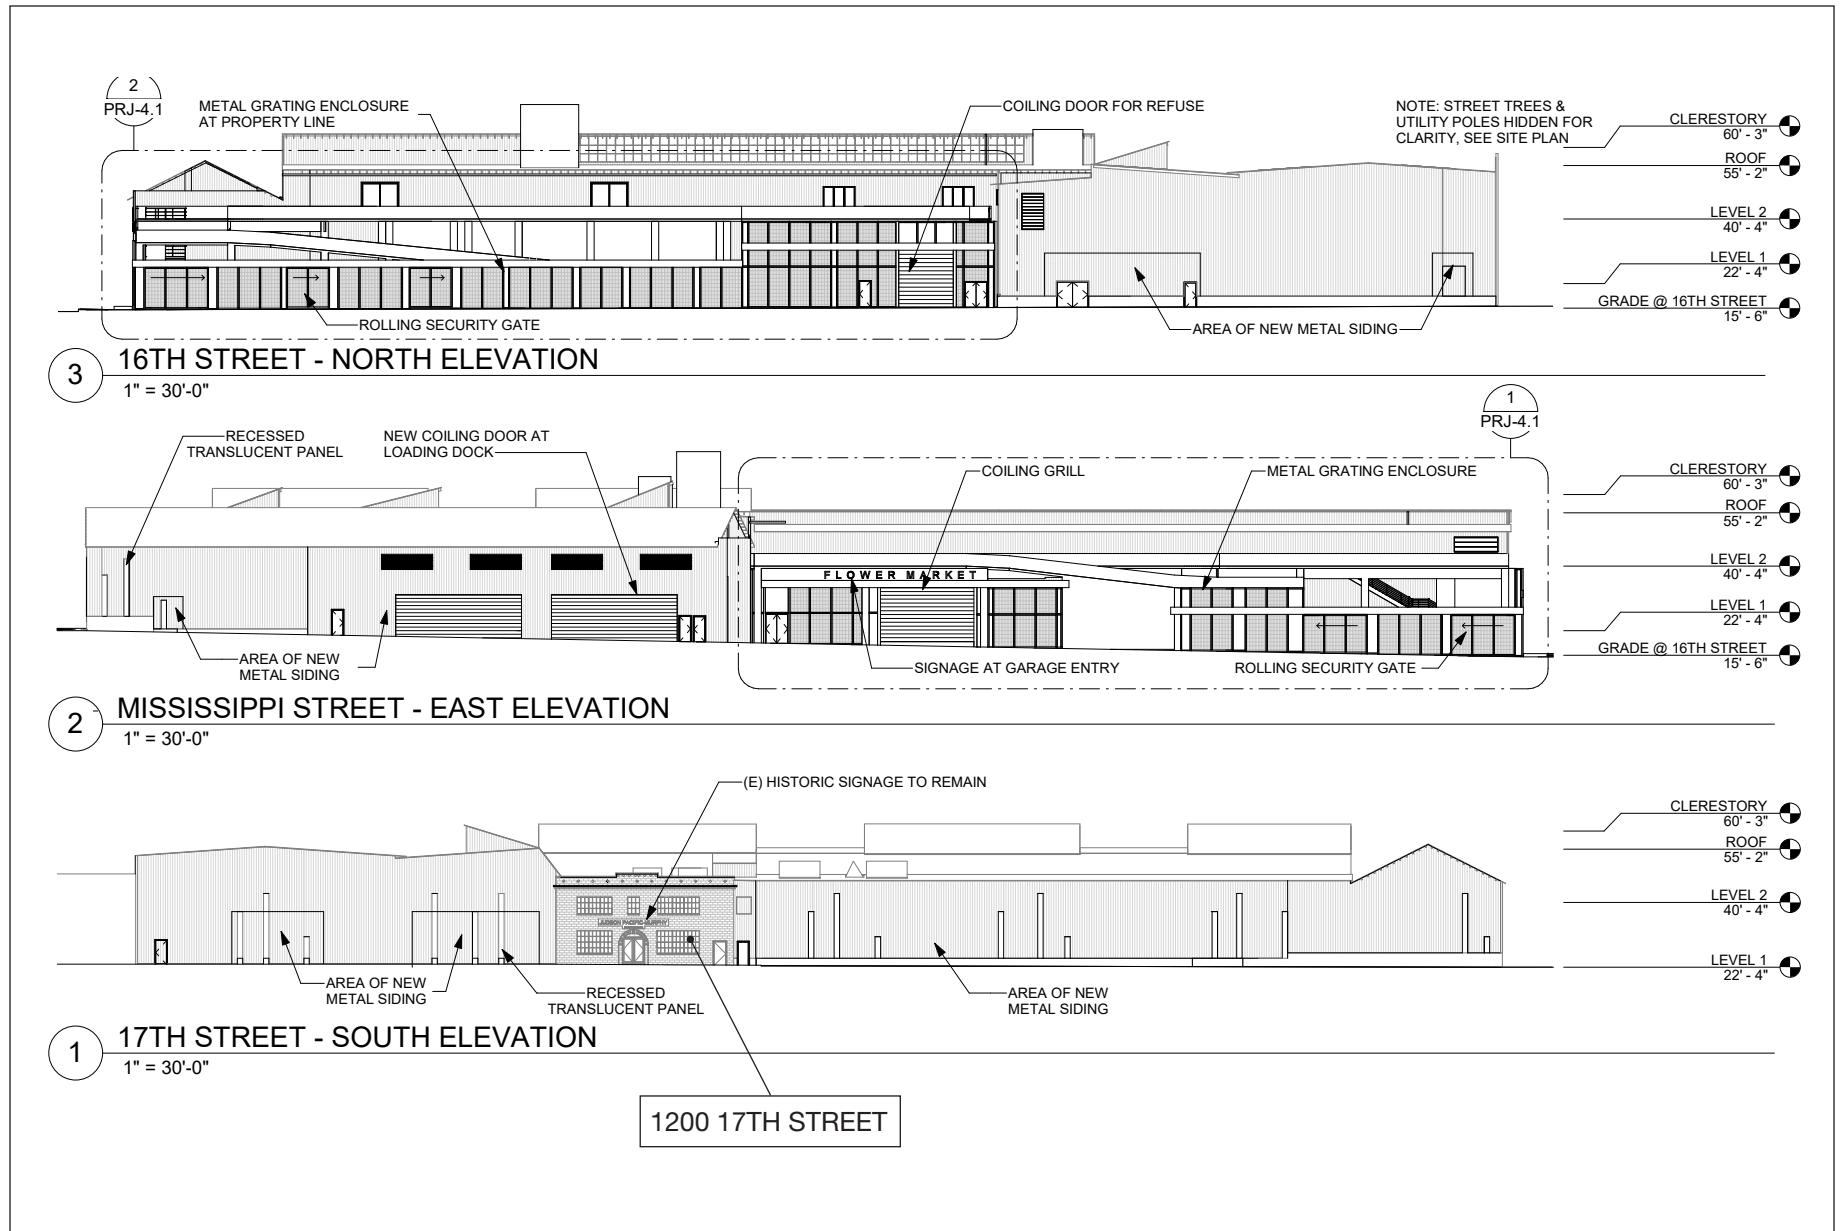 2
PRJ-4.1
METAL GRATING ENCLOSURE
AT PROPERTY LINE
COILING DOOR FOR REFUSE
NOTE: STREET TREES &
UTILITY POLES HIDDEN FOR
CLARITY, SEE SITE PLAN
CLERESTORY
60' - 3"
ROOF
55' - 2"
LEVEL 2
40' - 4"
LEVEL 1
22' - 4"
GRADE @ 16TH STREET
15' - 6"
ROLLING SECURITY GATE
AREA OF NEW METAL SIDING
3
16TH STREET - NORTH ELEVATION
1" = 30'-0"
1
PRJ-4.1
RECESSED
TRANSLUCENT PANEL
NEW COILING DOOR AT
LOADING DOCK
COILING GRILL
METAL GRATING ENCLOSURE
CLERESTORY
60' - 3"
ROOF
55' - 2"
LEVEL 2
40' - 4"
LEVEL 1
22' - 4"
GRADE @ 16TH STREET
15' - 6"
FLOWER MARKET
AREA OF NEW
METAL SIDING
SIGNAGE AT GARAGE ENTRY
ROLLING SECURITY GATE
2
MISSISSIPPI STREET - EAST ELEVATION
1" = 30'-0"
(E) HISTORIC SIGNAGE TO REMAIN
CLERESTORY
60' - 3"
ROOF
55' - 2"
LEVEL 2
40' - 4"
LEVEL 1
22' - 4"
JUDSON PACIFIC-MURPHY
AREA OF NEW
METAL SIDING
RECESSED
TRANSLUCENT PANEL
AREA OF NEW
METAL SIDING
1
17TH STREET - SOUTH ELEVATION
1" = 30'-0"
1200 17TH STREET